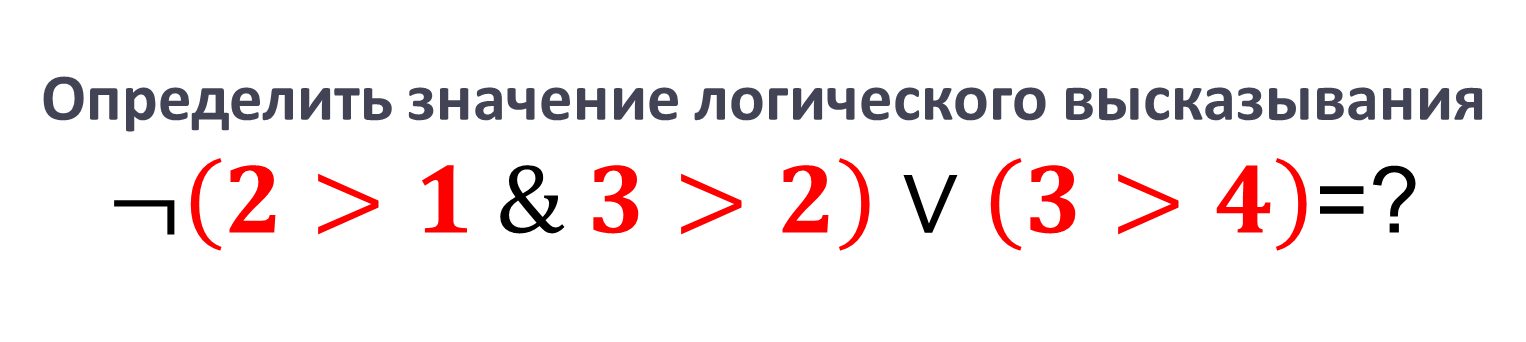 Определить значение логического высказывания
¬(2 > 1 & 3 > 2) ∨ (3 > 4)=?